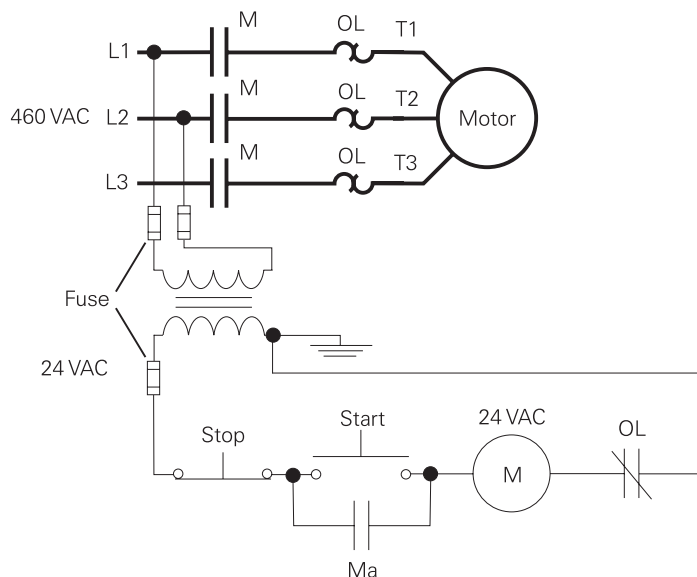 M
OL
T1
L1
M
OL
T2
460 VAC
L2
Motor
M
OL
T3
L3
Fuse
24 VAC
Start
24 VAC
Stop
OL
M
Ma